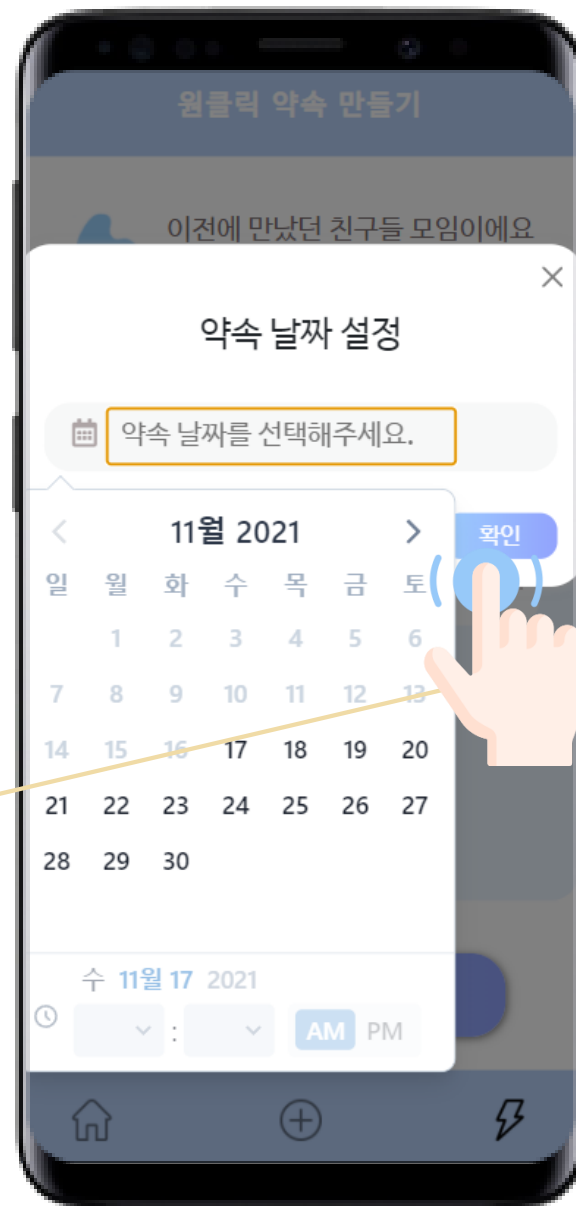 원클릭 약속 만들기
이전에 만났던 친구들 모임이에요
약속 날짜 설정
약속 날짜를 선택해주세요.
확인
11월 2021
일 월 화 수 목 금 토
1 2 3 4 5 6
7 8 9 10 11 12 13
14 15 16 17 18 19 20
21 22 23 24 25 26 27
28 29 30
수 11월 17 2021
: AM PM